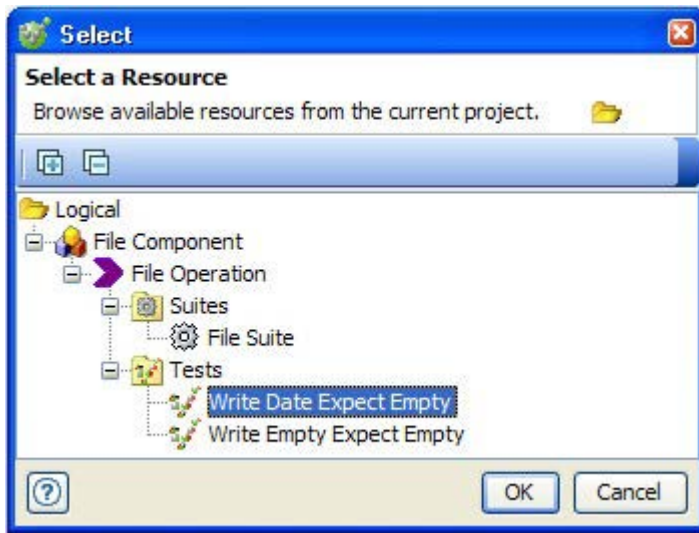 Select
Select a Resource
Browse available resources from the current project.
Logical
File Component
File Operation
Suites
File Suite
Tests
Write Date Expect Empty
Write Empty Expect Empty
?
OK Cancel